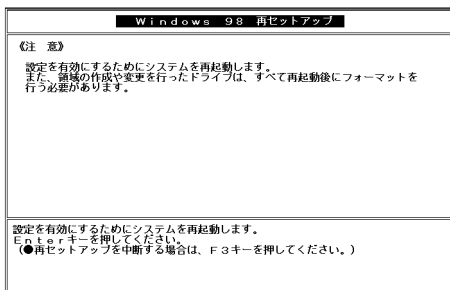 Ｗｉｎｄｏｗｓ　９８　再セットアップ
《注　意》
設定を有効にするためにシステムを再起動します。
また、領域の作成や変更を行ったドライブは、すべて再起動後にフォーマットを
行う必要があります。
設定を有効にするためにシステムを再起動します。
Ｅｎｔｅｒキーを押してください。
（●再セットアップを中断する場合は、Ｆ３キーを押してください。）